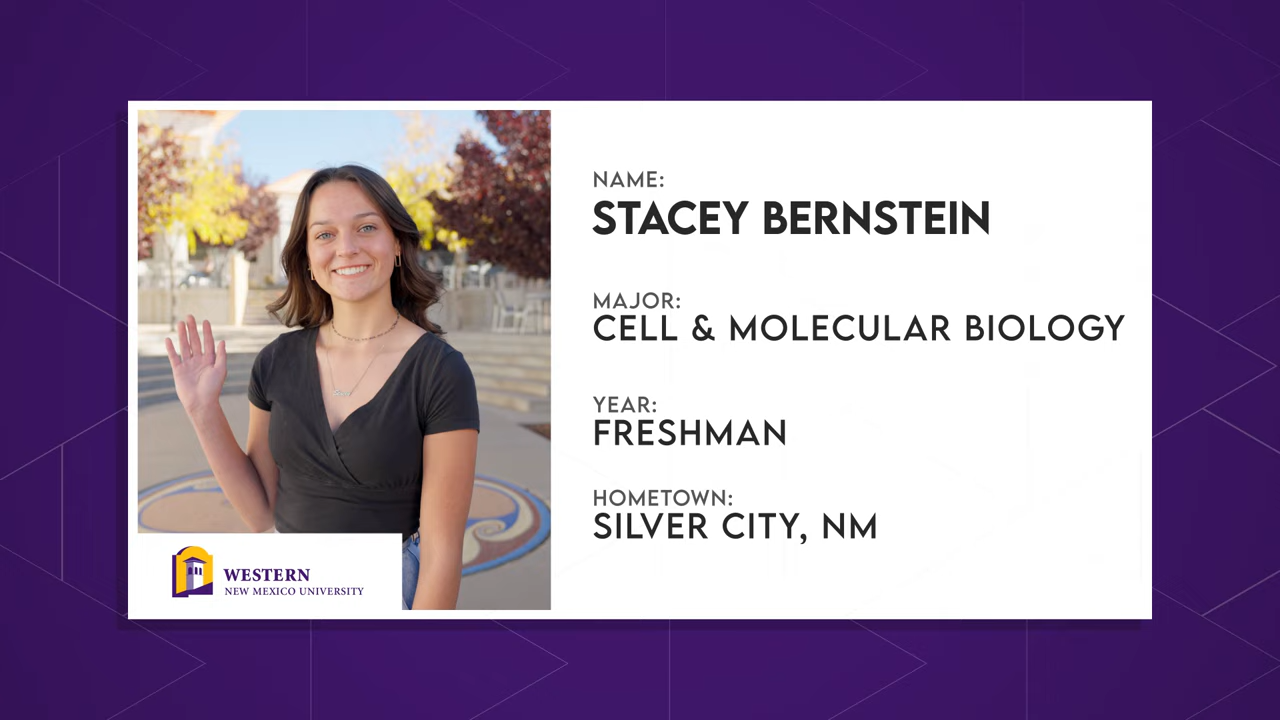 NAME:
STACEY BERNSTEIN
MAJOR:
CELL & MOLECULAR BIOLOGY
YEAR:
FRESHMAN
HOMETOWN:
SILVER CITY, NM
WESTERN
NEW MEXICO UNIVERSITY